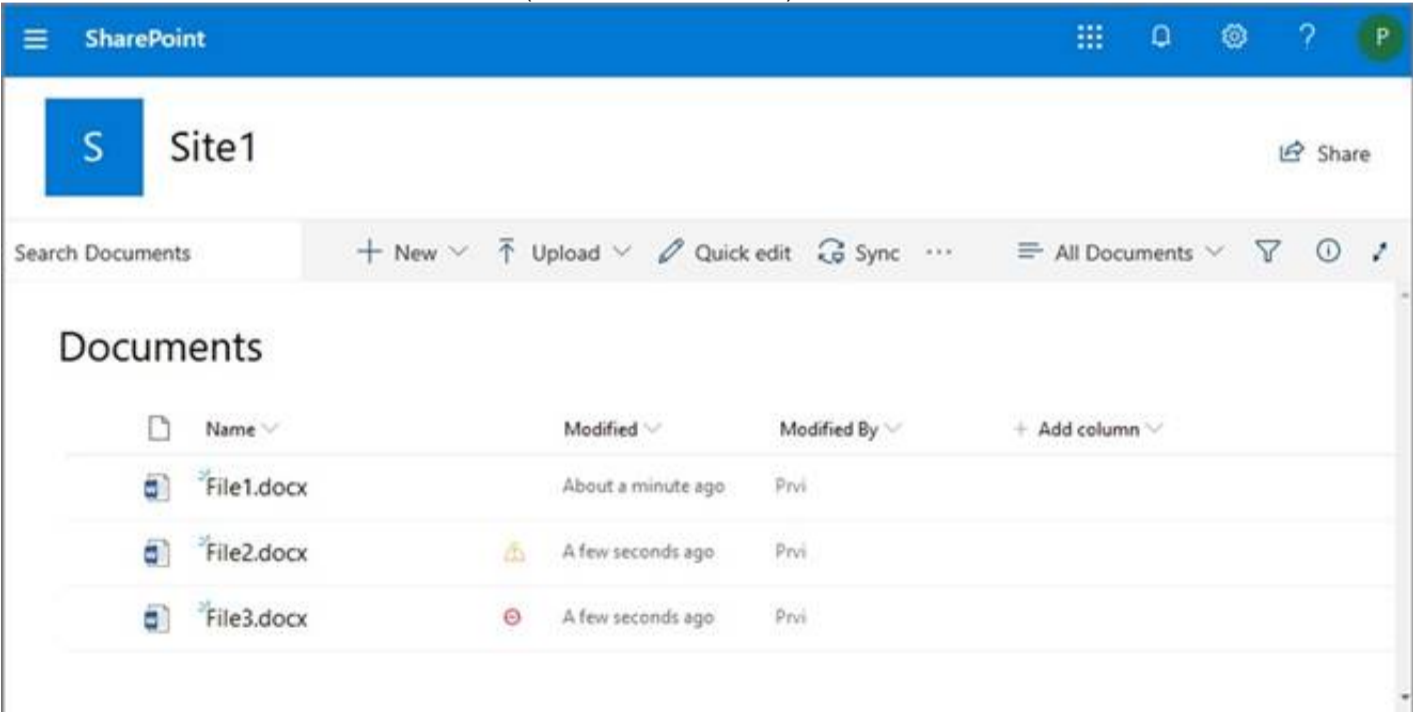 SharePoint ? P
S Site1 Share
Search Documents + New Upload Quick edit Sync ... All Documents
Documents
Name Modified Modified By + Add column
File1.docx About a minute ago Prvi
File2.docx A few seconds ago Prvi
File3.docx A few seconds ago Prvi